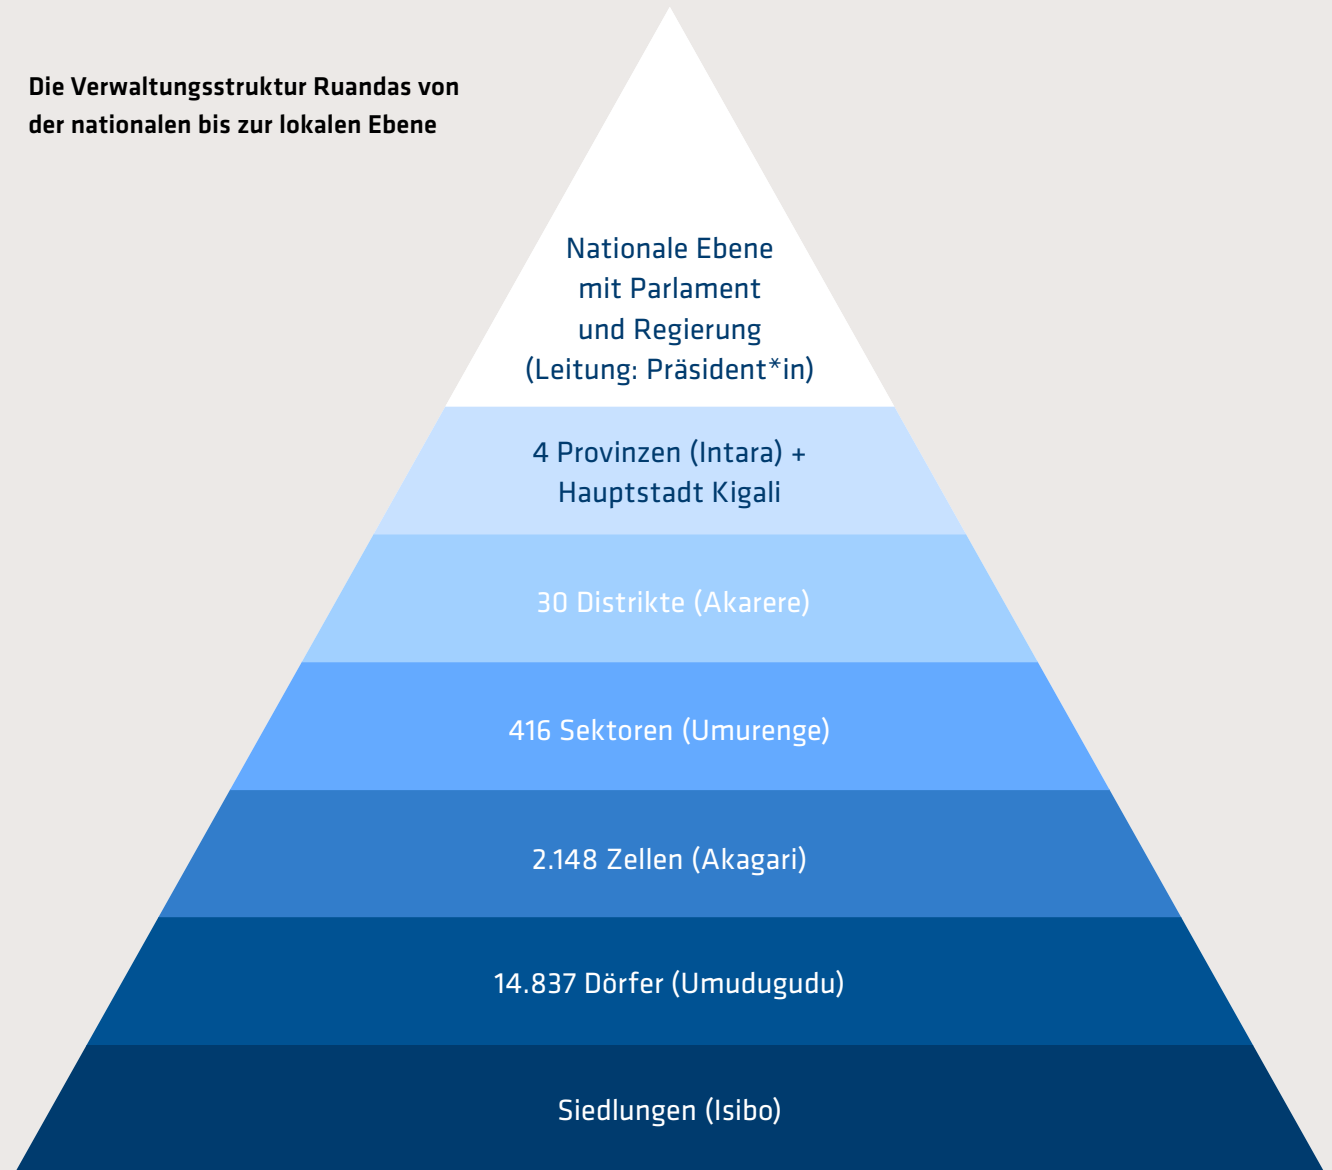 Die Verwaltungsstruktur Ruandas von
der nationalen bis zur lokalen Ebene
Nationale Ebene
mit Parlament
und Regierung
(Leitung: Präsident*in)
4 Provinzen (Intara) +
Hauptstadt Kigali
30 Distrikte (Akarere)
416 Sektoren (Umurenge)
2.148 Zellen (Akagari)
14.837 Dörfer (Umudugudu)
Siedlungen (Isibo)